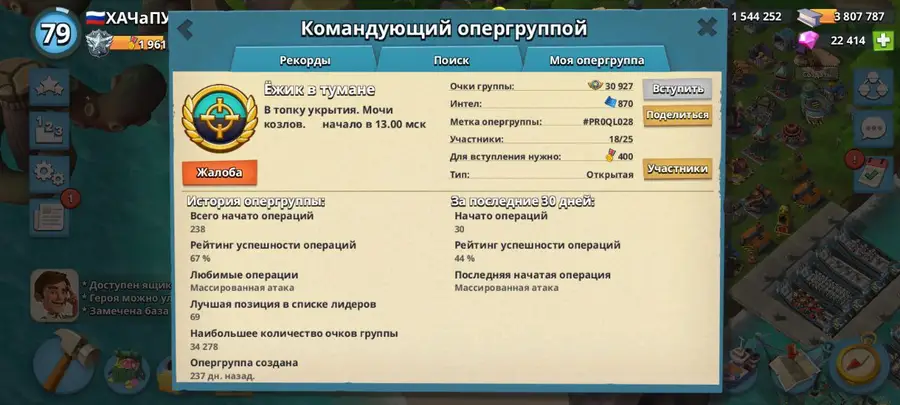 79
ХАЧаПУ
1 961
Командующий опергруппой
1 544 252
3 807 787
22 414
Рекорды
Поиск
Моя опергруппа
Ёжик в тумане
В топку укрытия. Мочи
козлов. начало в 13.00 мск
Жалоба
Очки группы: 30 927
Интел: 870
Метка опергруппы: #PR0QL028
Участники: 18/25
Для вступления нужно: 400
Тип: Открытая
Вступить
Поделиться
Участники
История опергруппы:
Всего начато операций
238
Рейтинг успешности операций
67 %
Любимые операции
Массированная атака
Лучшая позиция в списке лидеров
69
Наибольшее количество очков группы
34 278
Опергруппа создана
237 дн. назад.
За последние 30 дней:
Начато операций
30
Рейтинг успешности операций
44 %
Последняя начатая операция
Массированная атака
123
1
1
* Доступен ящик
* Героя можно ул
* Замечена база